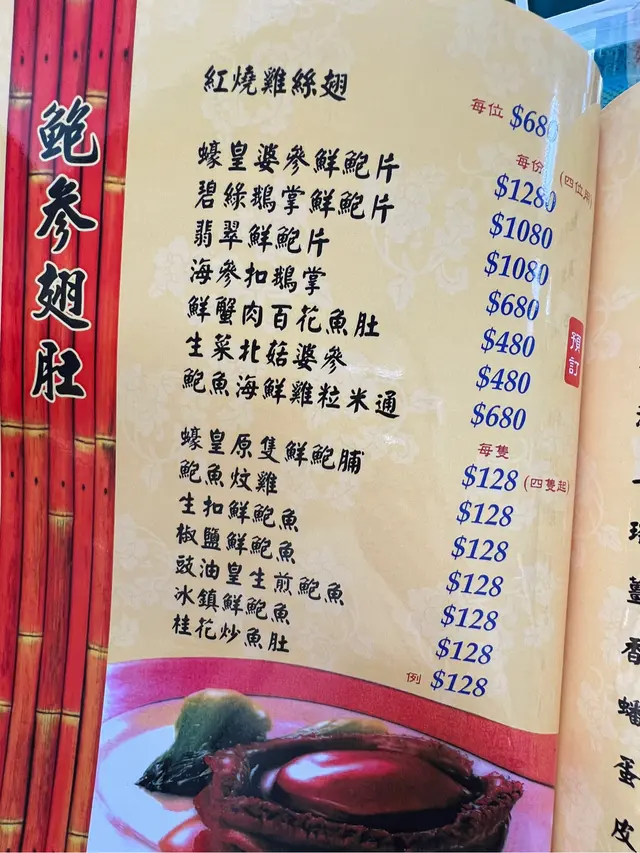 鮑參翅肚
紅燒雞絲翅 每位 $680
每份 (四位用)
蠔皇婆參鮮鮑片 $1280
碧綠鵝掌鮮鮑片 $1080
翡翠鮮鮑片 $1080
海參扣鵝掌 $680
鮮蟹肉百花魚肚 $480 預訂
生菜北菇婆參 $480
鮑魚海鮮雞粒米通 $680
每隻
蠔皇原隻鮮鮑脯 $128 (四隻起)
鮑魚炆雞 $128
生扣鮮鮑魚 $128
椒鹽鮮鮑魚 $128
豉油皇生煎鮑魚 $128
冰鎮鮮鮑魚 $128
桂花炒魚肚 例 $128
薑
香
蟠
蛋
皮